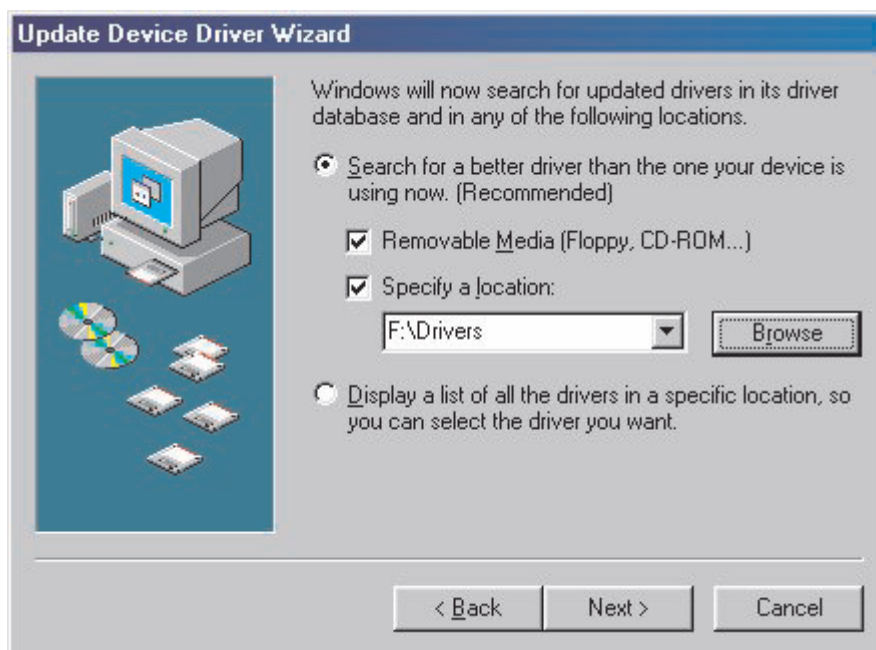 Update Device Driver Wizard
Windows will now search for updated drivers in its driver
database and in any of the following locations.
Search for a better driver than the one your device is
using now. (Recommended)
Removable Media (Floppy, CD-ROM...)
Specify a location:
F:\Drivers
Browse
Display a list of all the drivers in a specific location, so
you can select the driver you want.
< Back
Next >
Cancel